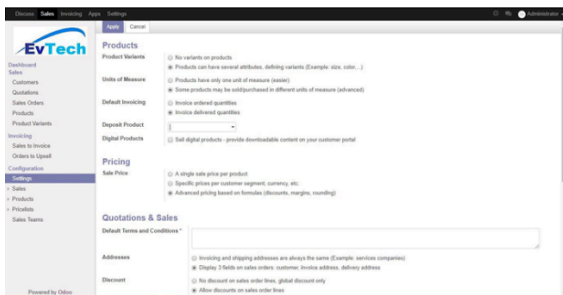 Discuss Sales Invoicing Apps Settings Administrator
Apply Cancel
EvTech
Dashboard
Sales
Customers
Quotations
Sales Orders
Products
Product Variants
Invoicing
Sales to Invoice
Orders to Upsell
Configuration
Settings
Sales
Products
Pricelists
Sales Teams
Powered by Odoo
Products
Product Variants
No variants on products
Products can have several attributes, defining variants (Example: size, color,...)
Units of Measure
Products have only one unit of measure (easier)
Some products may be sold/purchased in different units of measure (advanced)
Default Invoicing
Invoice ordered quantities
Invoice delivered quantities
Deposit Product
Digital Products
Sell digital products - provide downloadable content on your customer portal
Pricing
Sale Price
A single sale price per product
Specific prices per customer segment, currency, etc.
Advanced pricing based on formulas (discounts, margins, rounding)
Quotations & Sales
Default Terms and Conditions *
Addresses
Invoicing and shipping addresses are always the same (Example: services companies)
Display 3 fields on sales orders: customer, invoice address, delivery address
Discount
No discount on sales order lines, global discount only
Allow discounts on sales order lines